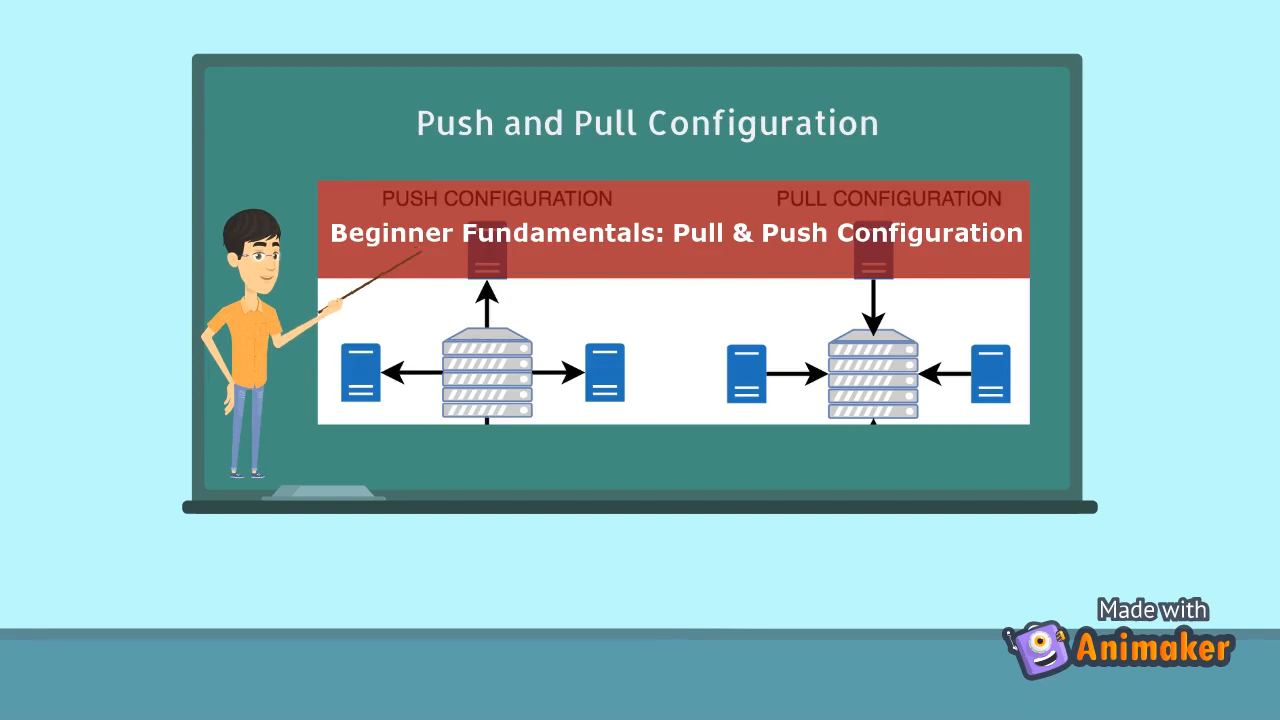 Push and Pull Configuration
PUSH CONFIGURATION
PULL CONFIGURATION
Beginner Fundamentals: Pull & Push Configuration
Made with
Animaker